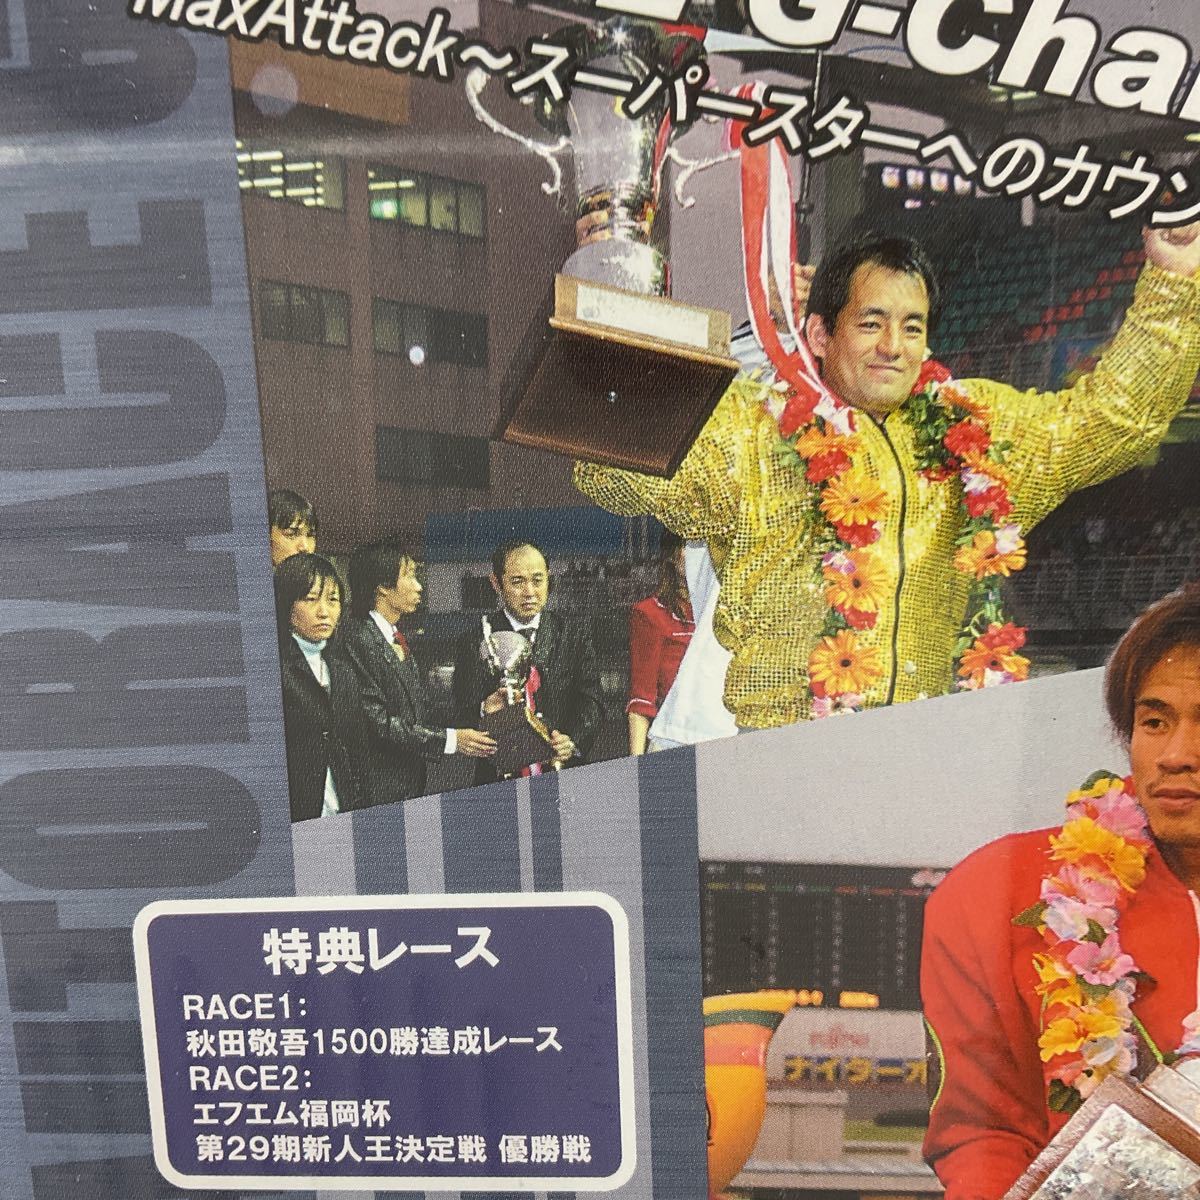 G-Cha
MaxAttack～スーパースターへのカウン
AUTORACE
特典レース
RACE1：
秋田敬吾1500勝達成レース
RACE2：
エフエム福岡杯
第29期新人王決定戦 優勝戦
FUJITSU
ナイターオ